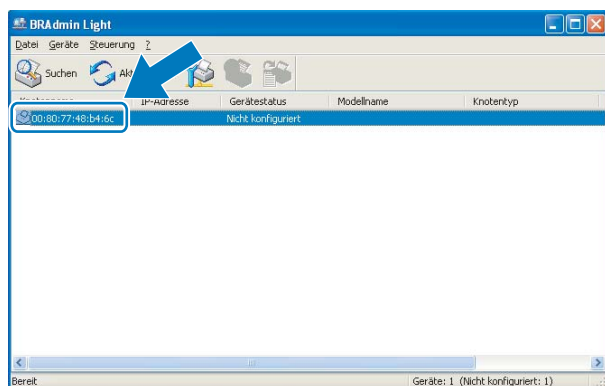 BRAdmin Light
Datei Geräte Steuerung ?
Suchen
IP-Adresse Gerätestatus Modellname Knotentyp
00:80:77:48:b4:6c Nicht konfiguriert
Bereit Geräte: 1 (Nicht konfiguriert: 1)